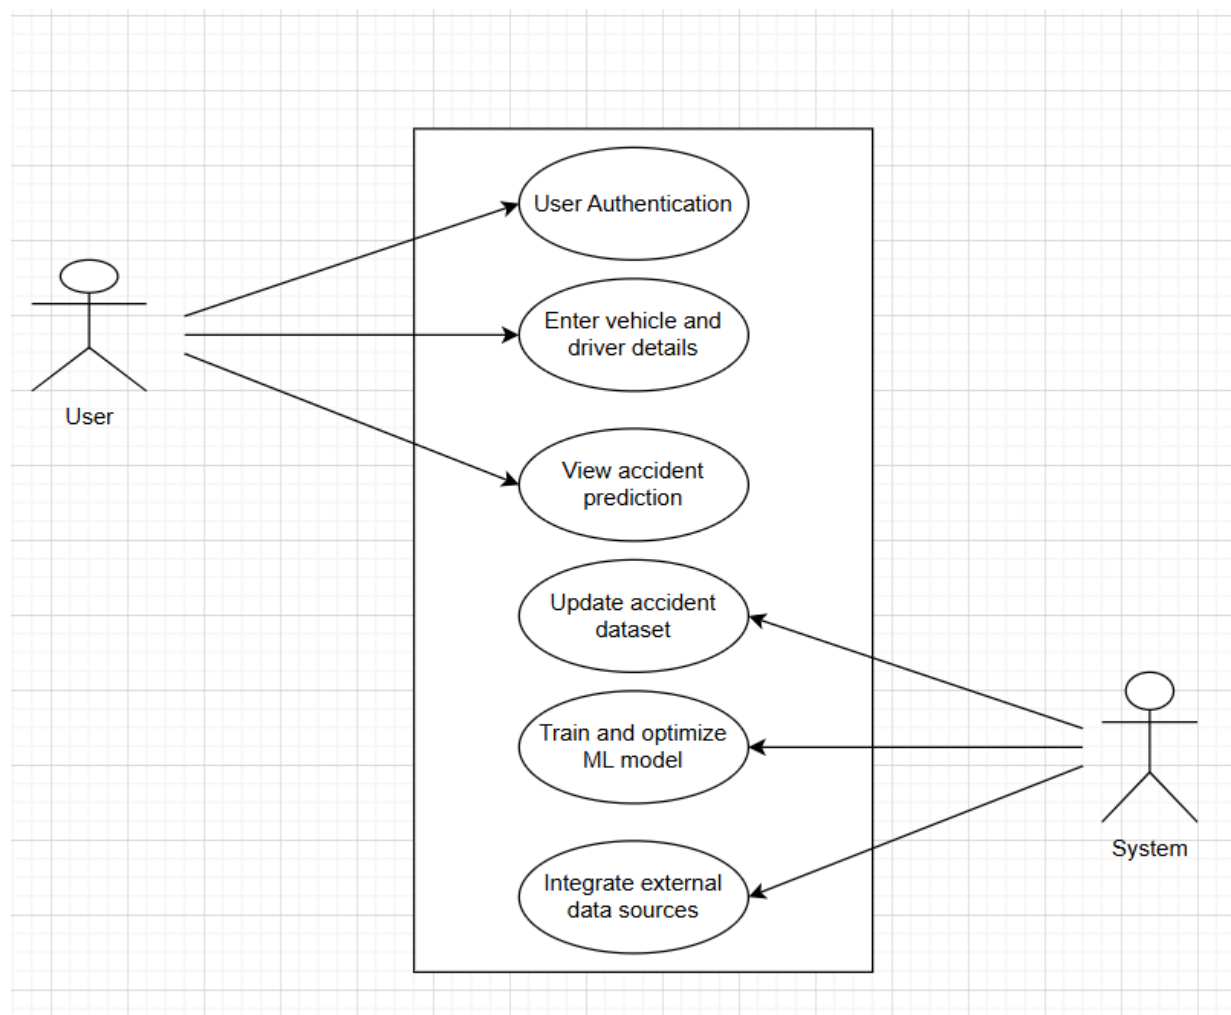 User Authentication
Enter vehicle and
driver details
User
View accident
prediction
Update accident
dataset
Train and optimize
ML model
System
Integrate external
data sources